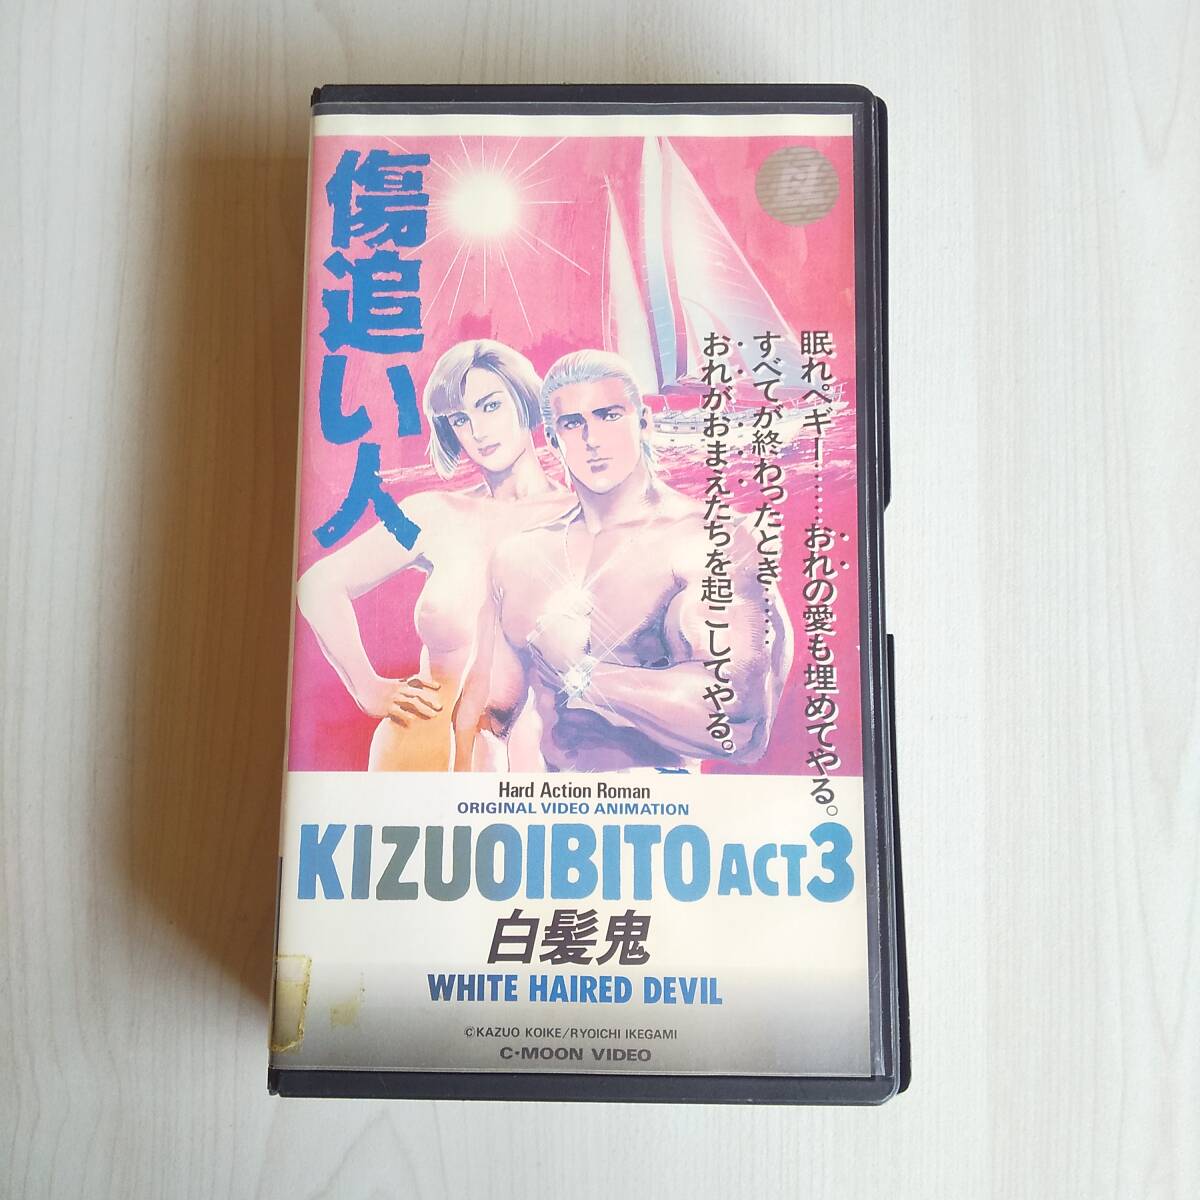 傷追い人
眠れペギー……おれの愛も埋めてやる。
すべてが終わったとき……
おれがおまえたちを起こしてやる。
Hard Action Roman
ORIGINAL VIDEO ANIMATION
KIZUOIBITO ACT3
白髪鬼
WHITE HAIRED DEVIL
©KAZUO KOIKE/RYOICHI IKEGAMI
C·MOON VIDEO